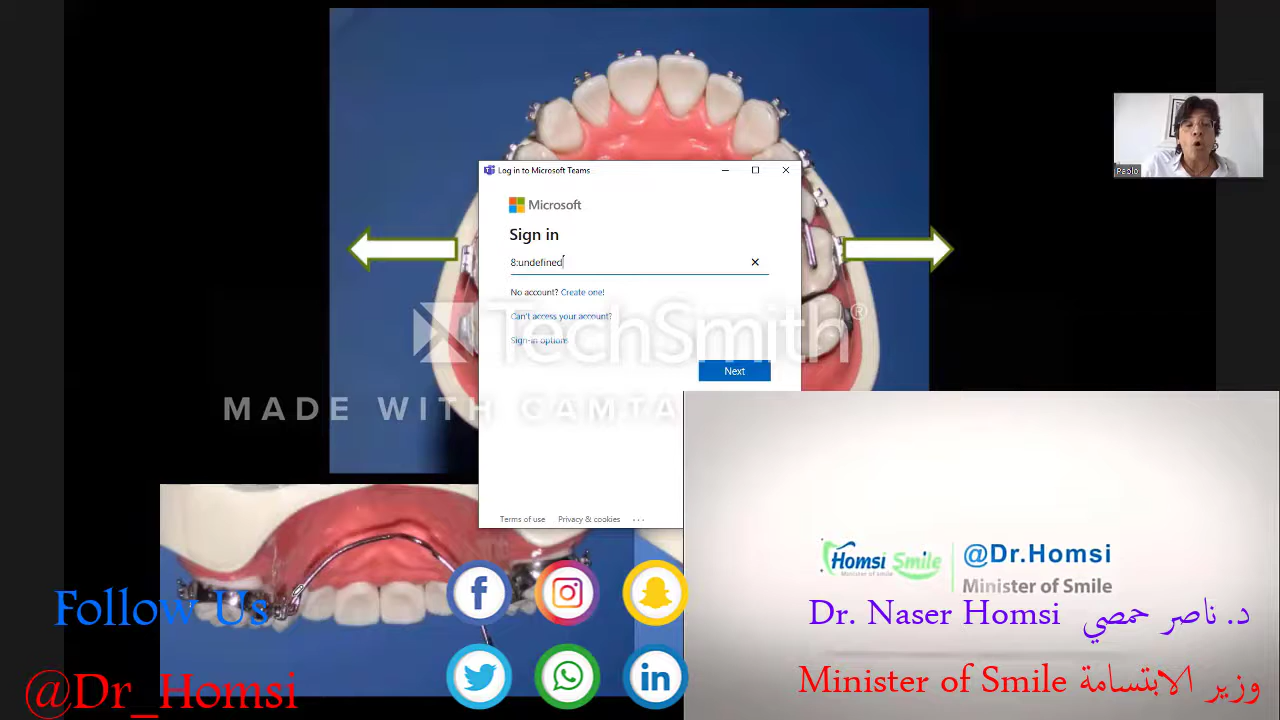 Paolo
Log in to Microsoft Teams
Microsoft
Sign in
8:undefined
No account? Create one!
Can't access your account?
Sign-in options
Next
TechSmith®
MADE WITH CAMTA
Terms of use Privacy & cookies
Homsi Smile
Minister of smile
@Dr.Homsi
Minister of Smile
Follow Us
@Dr_Homsi
Dr. Naser Homsi د. ناصر حمصي
Minister of Smile وزير الابتسامة